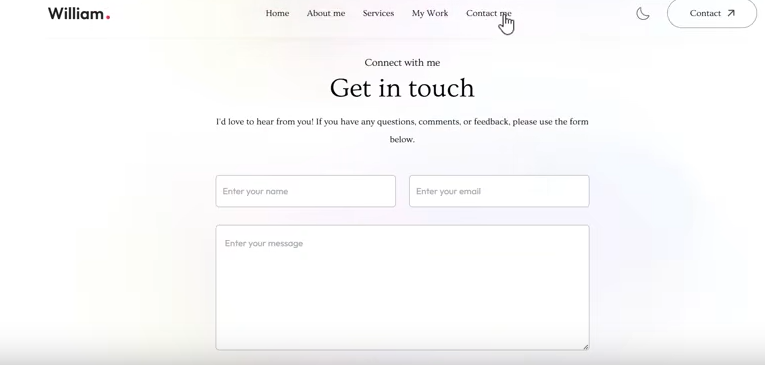 William.
Home About me Services My Work Contact me
Contact
Connect with me
Get in touch
I'd love to hear from you! If you have any questions, comments, or feedback, please use the form
below.
Enter your name
Enter your email
Enter your message